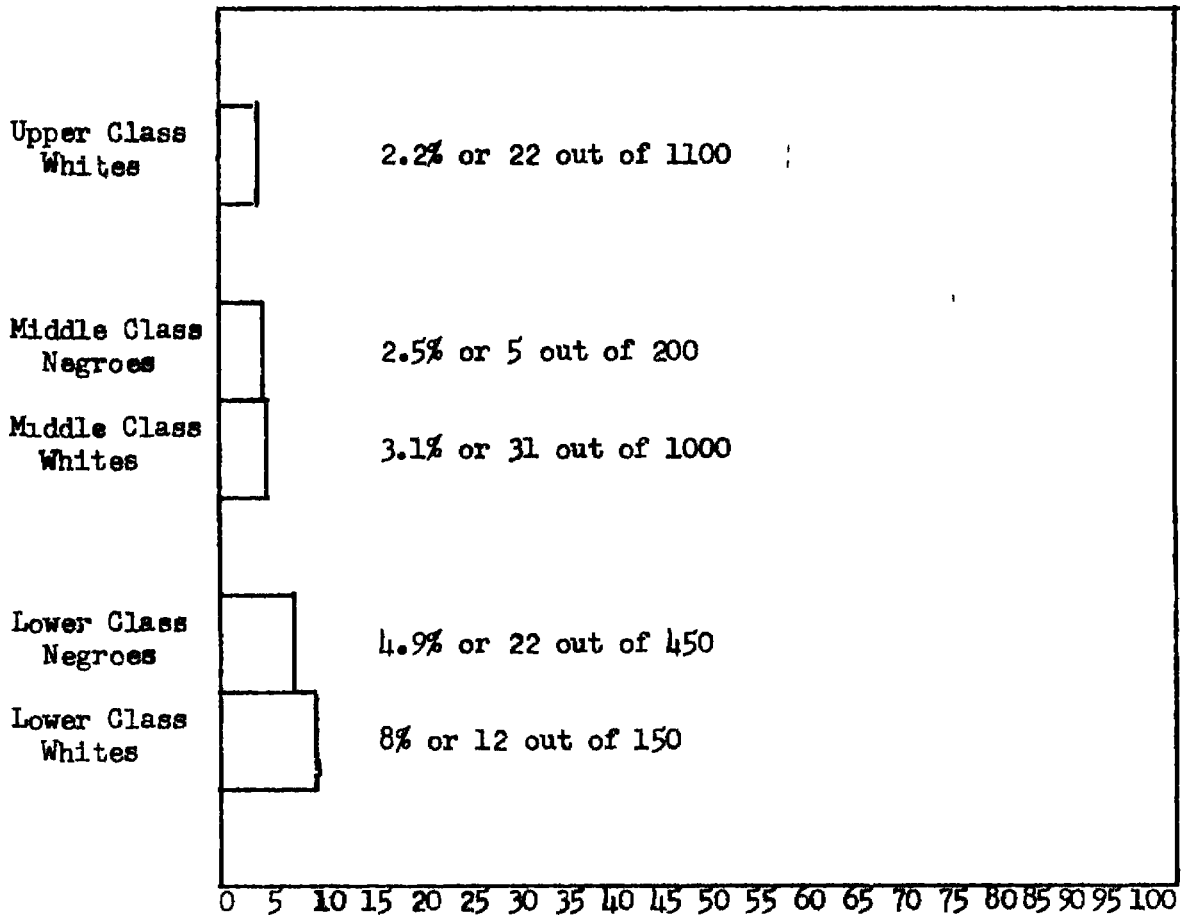 Upper Class
Whites
2.2% or 22 out of 1100
Middle Class
Negroes
2.5% or 5 out of 200
Middle Class
Whites
3.1% or 31 out of 1000
Lower Class
Negroes
4.9% or 22 out of 450
Lower Class
Whites
8% or 12 out of 150
0 5 10 15 20 25 30 35 40 45 50 55 60 65 70 75 80 85 90 95 100